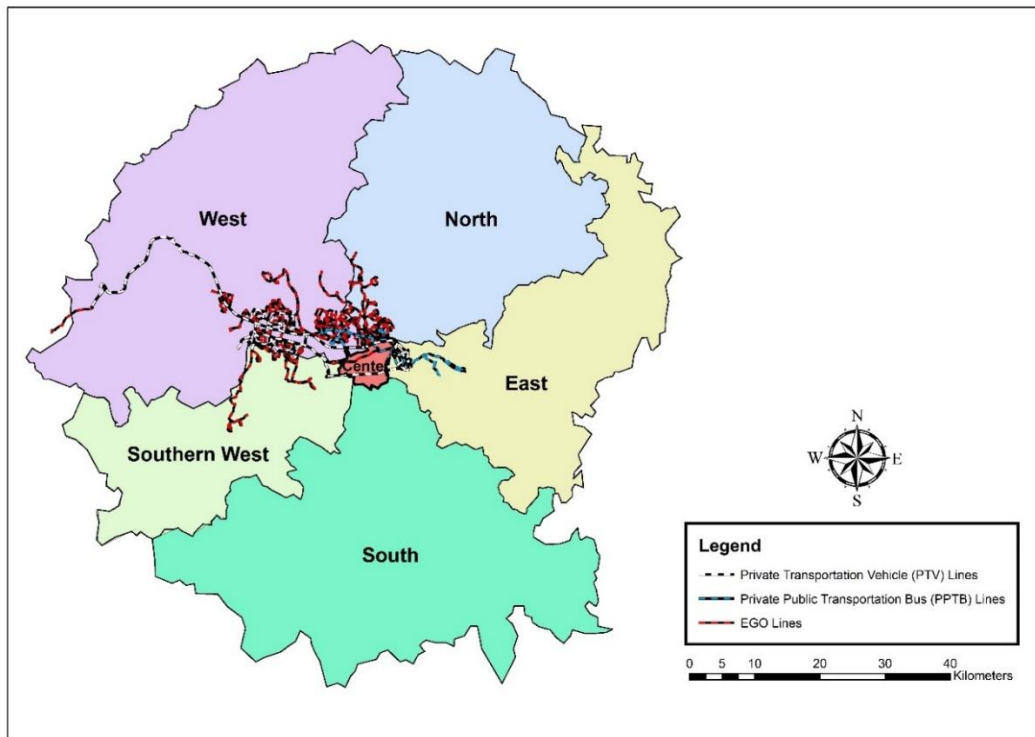 West
North
Cente
East
Southern West
South
N
W
E
S
Legend
Private Transportation Vehicle (PTV) Lines
Private Public Transportation Bus (PPTB) Lines
EGO Lines
0 5 10 20 30 40
Kilometers